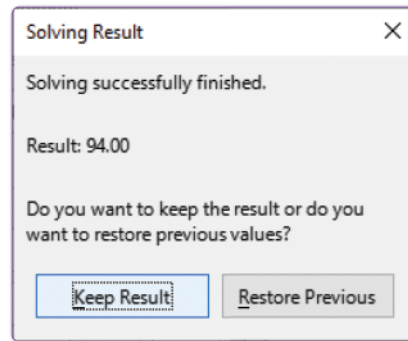 Solving Result
Solving successfully finished.
Result: 94.00
Do you want to keep the result or do you
want to restore previous values?
Keep Result
Restore Previous